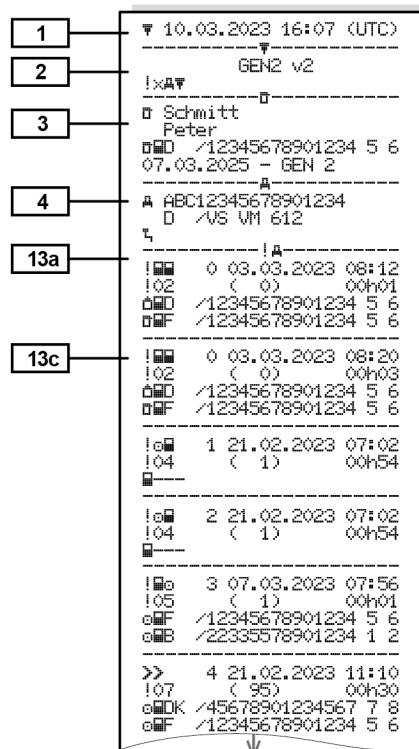 1
▼ 10.03.2023 16:07 (UTC)
2
GEN2 v2
!x
3
Schmitt
Peter
D /12345678901234 5 6
07.03.2025 - GEN 2
4
ABC12345678901234
D /VS VM 612
13a
!
! 0 03.03.2023 08:12
!02 ( 0) 00h01
D /12345678901234 5 6
F /12345678901234 5 6
13c
! 0 03.03.2023 08:20
!02 ( 0) 00h03
D /12345678901234 5 6
F /12345678901234 5 6
! 1 21.02.2023 07:02
!04 ( 1) 00h54
---
! 2 21.02.2023 07:02
!04 ( 1) 00h54
---
! 3 07.03.2023 07:56
!05 ( 1) 00h01
F /12345678901234 5 6
B /22335578901234 1 2
>> 4 21.02.2023 11:10
!07 ( 95) 00h30
DK /45678901234567 7 8
F /12345678901234 5 6